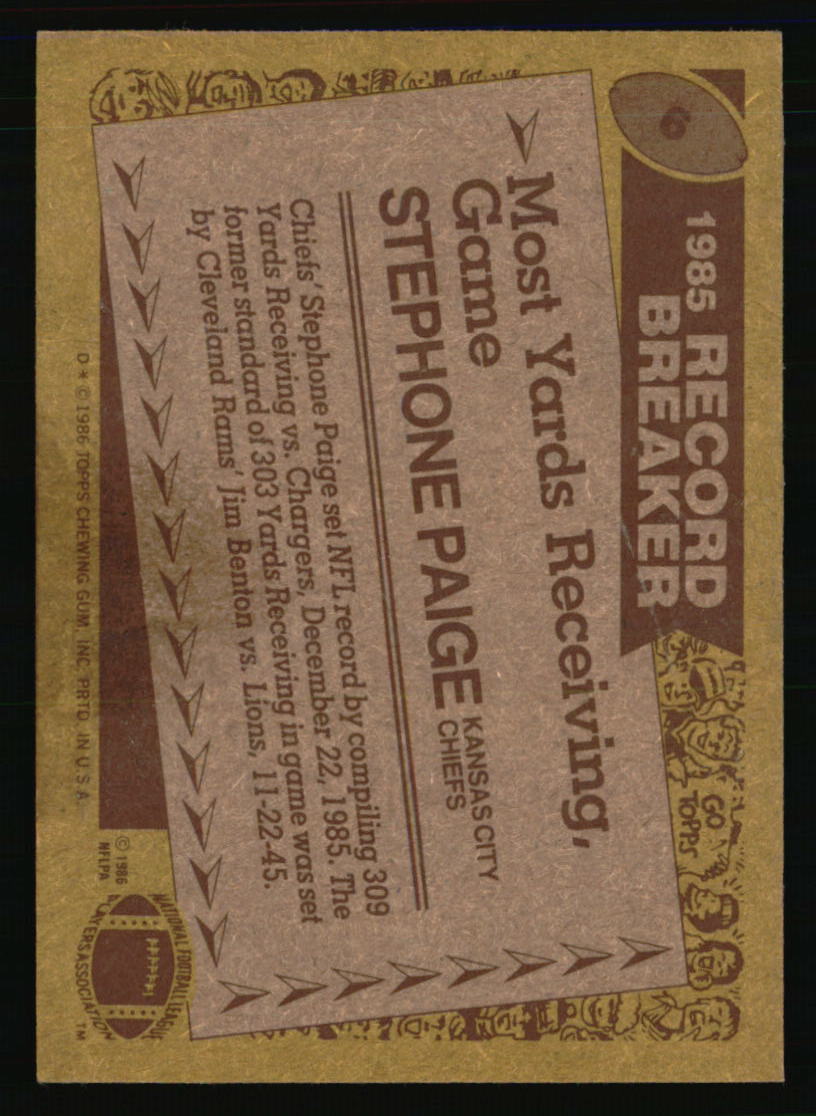 6
1985 RECORD
BREAKER
Most Yards Receiving,
Game
STEPHONE PAIGE KANSAS CITY
CHIEFS
Chiefs' Stephone Paige set NFL record by compiling 309
Yards Receiving vs. Chargers, December 22, 1985. The
former standard of 303 Yards Receiving in game was set
by Cleveland Rams' Jim Benton vs. Lions, 11-22-45.
GO
TOPPS
D * © 1986 TOPPS CHEWING GUM, INC. PRTD. IN U.S.A.
© 1986
NFLPA
NATIONAL FOOTBALL LEAGUE
PLAYERS ASSOCIATION
TM